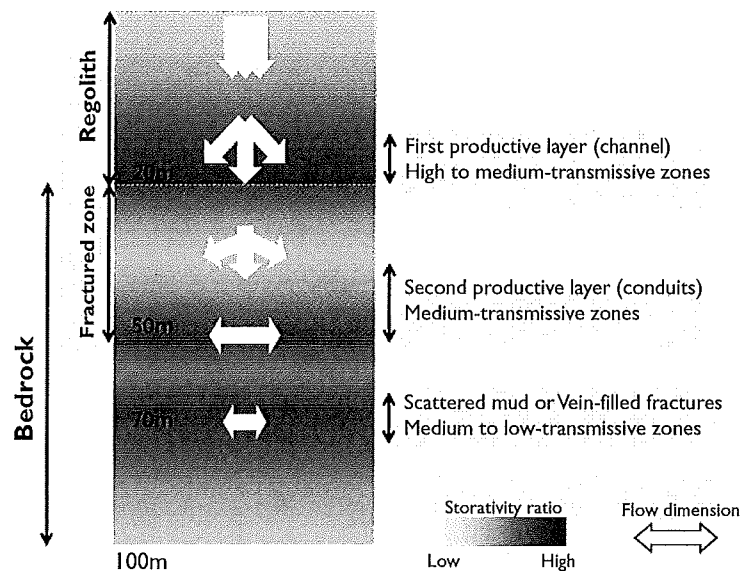 Regolith
Fractured zone
Bedrock
20m
50m
70m
100m
First productive layer (channel)
High to medium-transmissive zones
Second productive layer (conduits)
Medium-transmissive zones
Scattered mud or Vein-filled fractures
Medium to low-transmissive zones
Storativity ratio
Low
High
Flow dimension